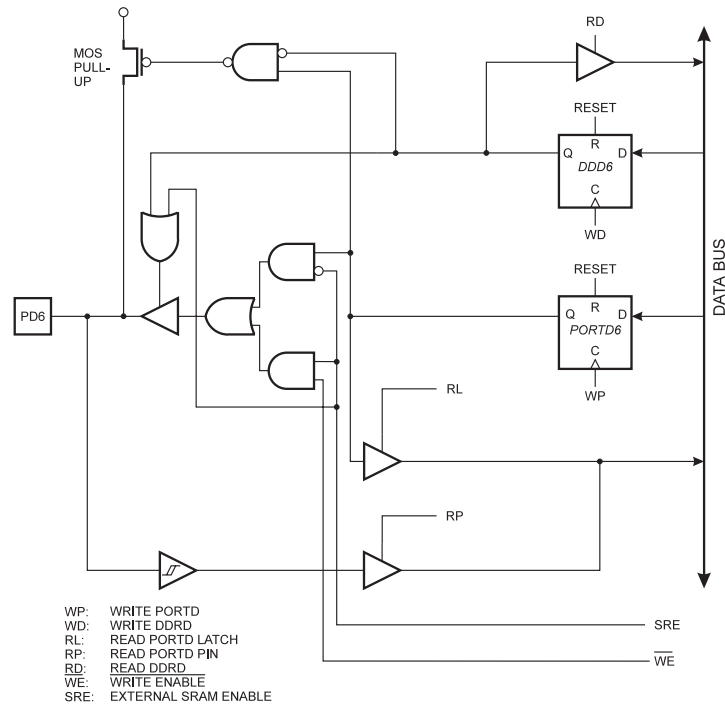 RD
MOS
PULL-
UP
RESET
R
Q
D
DDD6
C
WD
RESET
R
Q
D
PORTD6
C
WP
PD6
DATA BUS
RL
RP
SRE
WE
WP: WRITE PORTD
WD: WRITE DDRD
RL: READ PORTD LATCH
RP: READ PORTD PIN
RD: READ DDRD
WE: WRITE ENABLE
SRE: EXTERNAL SRAM ENABLE